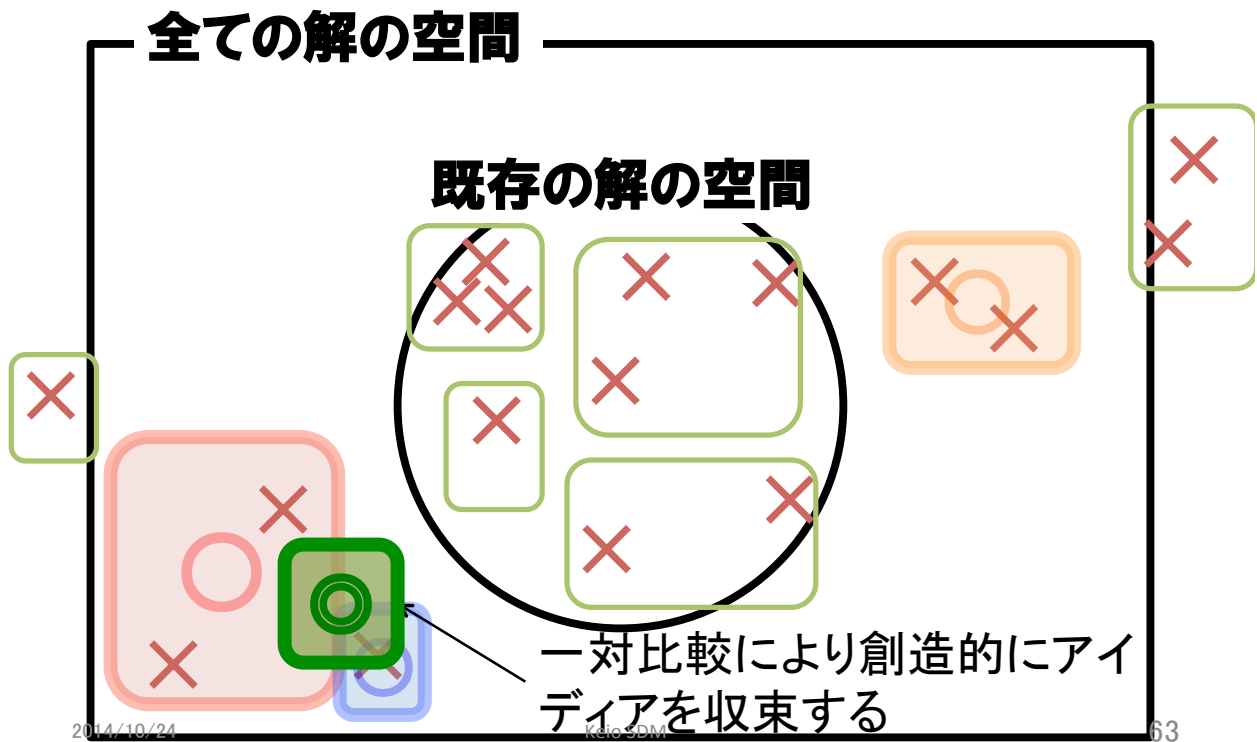 全ての解の空間
既存の解の空間
一対比較により創造的にアイ
ディアを収束する
2014/10/24
Keio SDM
63